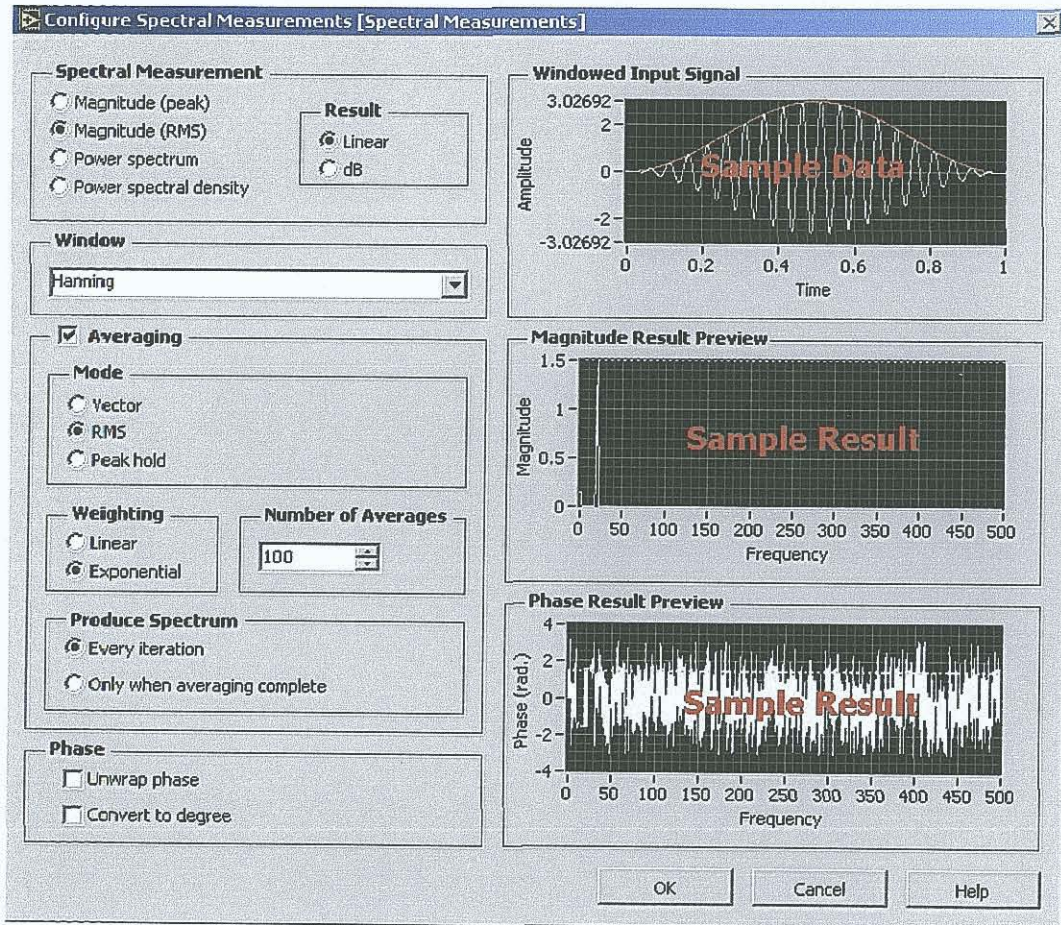 Configure Spectral Measurements [Spectral Measurements]
Spectral Measurement
Magnitude (peak)
Magnitude (RMS)
Power spectrum
Power spectral density
Result
Linear
dB
Window
Hanning
Averaging
Mode
Vector
RMS
Peak hold
Weighting
Linear
Exponential
Number of Averages
100
Produce Spectrum
Every iteration
Only when averaging complete
Phase
Unwrap phase
Convert to degree
Windowed Input Signal
Amplitude
3.02692
2
0
-2
-3.02692
Sample Data
0 0.2 0.4 0.6 0.8 1
Time
Magnitude Result Preview
Magnitude
1.5
1
0.5
0
Sample Result
0 50 100 150 200 250 300 350 400 450 500
Frequency
Phase Result Preview
Phase (rad.)
4
2
0
-2
-4
Sample Result
0 50 100 150 200 250 300 350 400 450 500
Frequency
OK Cancel Help